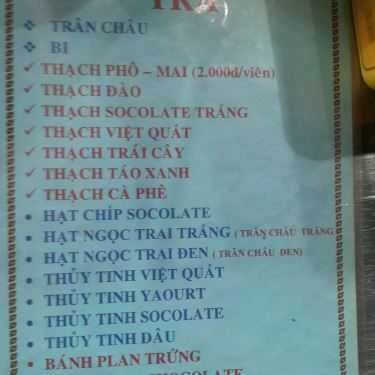 TRÂN CHÂU
BI
THẠCH PHÔ – MAI (2.000đ/viên)
THẠCH ĐÀO
THẠCH SOCOLATE TRẮNG
THẠCH VIỆT QUẤT
THẠCH TRÁI CÂY
THẠCH TÁO XANH
THẠCH CÀ PHÊ
HẠT CHÍP SOCOLATE
HẠT NGỌC TRAI TRẮNG ( TRÂN CHÂU TRẮNG
HẠT NGỌC TRAI ĐEN ( TRÂN CHÂU ĐEN)
THỦY TINH VIỆT QUẤT
THỦY TINH YAOURT
THỦY TINH SOCOLATE
THỦY TINH DÂU
BÁNH PLAN TRỨNG